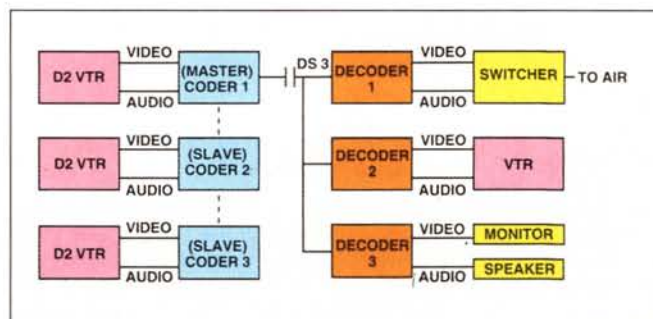 VIDEO
D2 VTR
(MASTER)
CODER 1
AUDIO
DS 3
DECODER
1
VIDEO
AUDIO
SWITCHER
TO AIR
VIDEO
D2 VTR
(SLAVE)
CODER 2
AUDIO
DECODER
2
VIDEO
AUDIO
VTR
VIDEO
D2 VTR
(SLAVE)
CODER 3
AUDIO
DECODER
3
VIDEO
MONITOR
AUDIO
SPEAKER